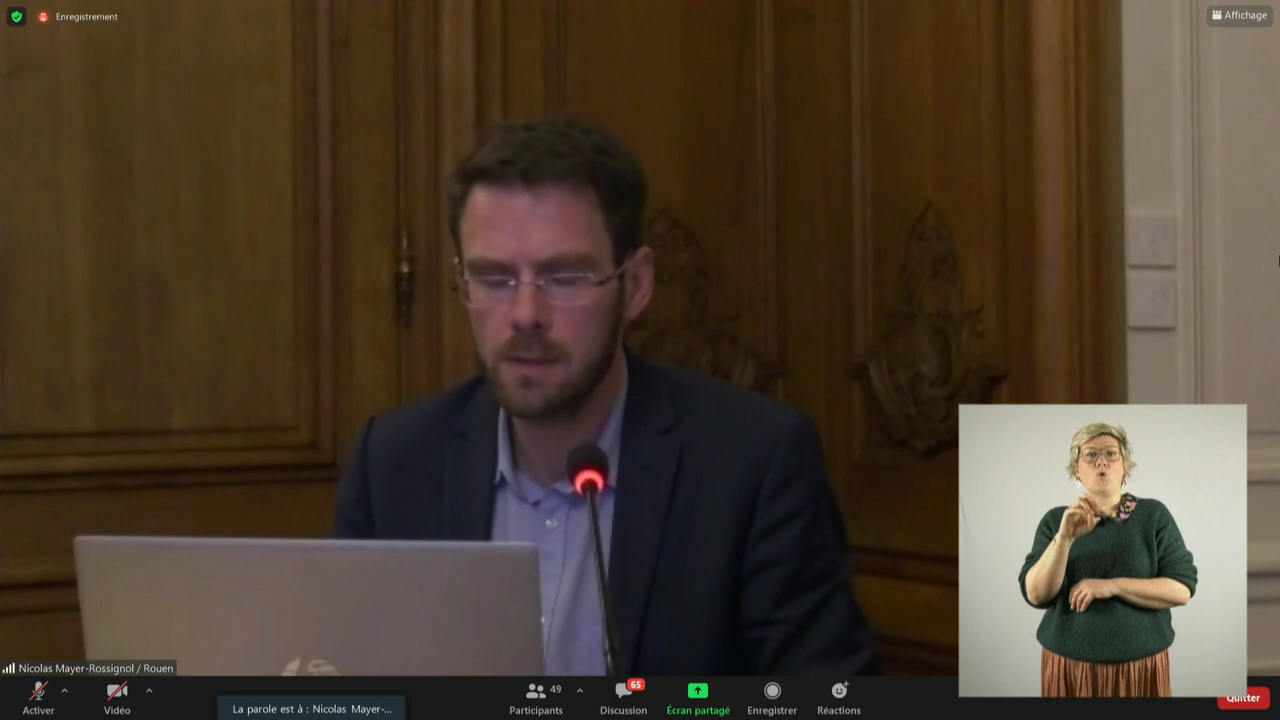 Enregistrement
Affichage
Nicolas Mayer-Rossignol / Rouen
Activer
Vidéo
La parole est à : Nicolas Mayer-...
49
Participants
65
Discussion
Écran partagé
Enregistrer
Réactions
Quitter